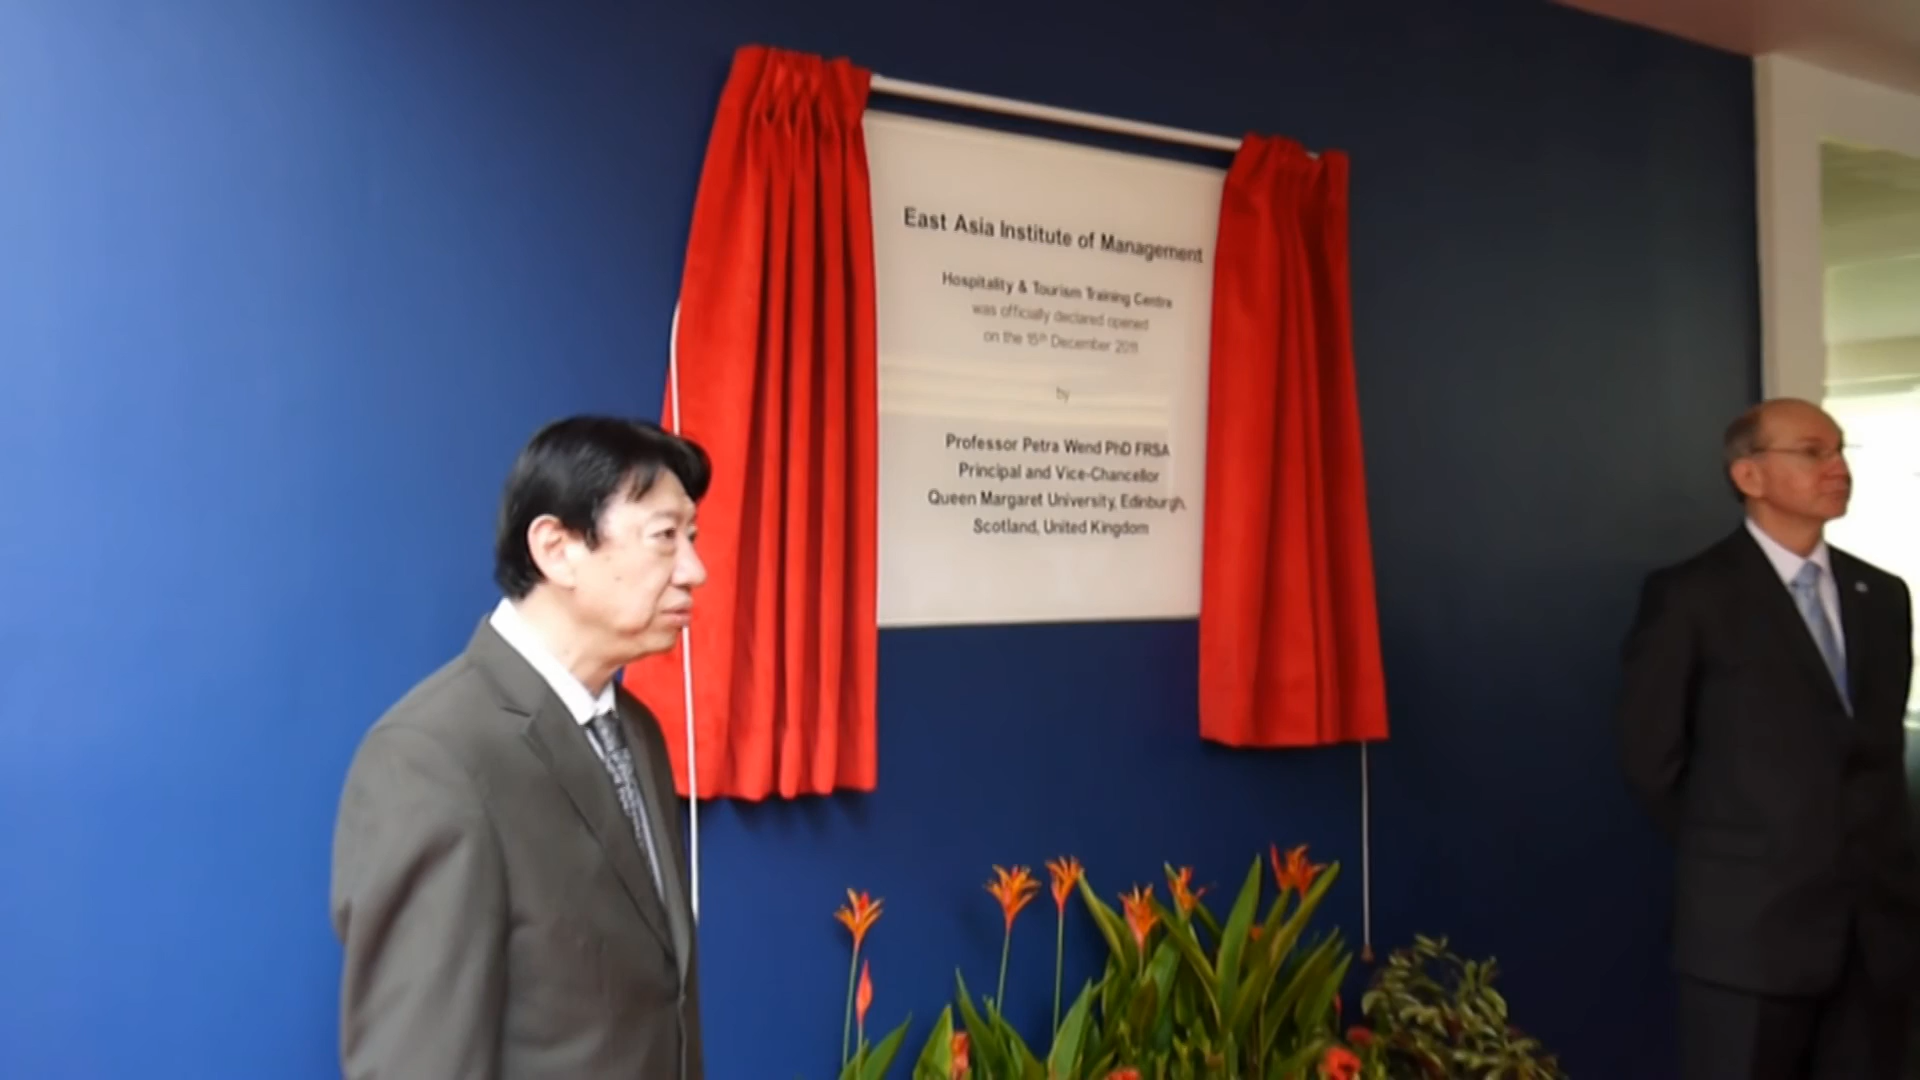 East Asia Institute of Management
Hospitality & Tourism Training Centre
was officially declared opened
on the 15th December 2011
by
Professor Petra Wend PhD FRSA
Principal and Vice-Chancellor
Queen Margaret University, Edinburgh,
Scotland, United Kingdom